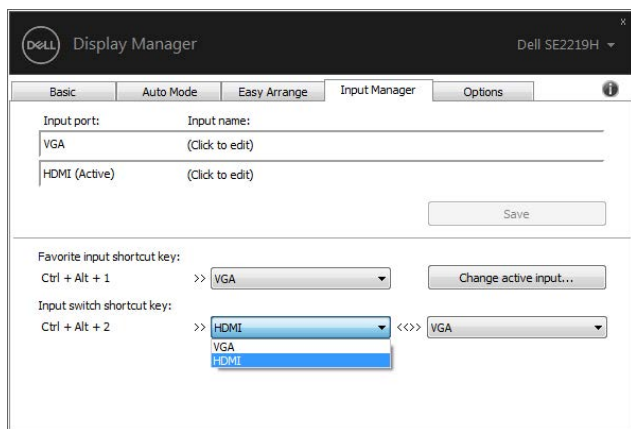 x
DELL Display Manager Dell SE2219H
Basic Auto Mode Easy Arrange Input Manager Options i
Input port: Input name:
VGA (Click to edit)
HDMI (Active) (Click to edit)
Save
Favorite input shortcut key:
Ctrl + Alt + 1 >> VGA Change active input...
Input switch shortcut key:
Ctrl + Alt + 2 >> HDMI <<>> VGA
VGA
HDMI